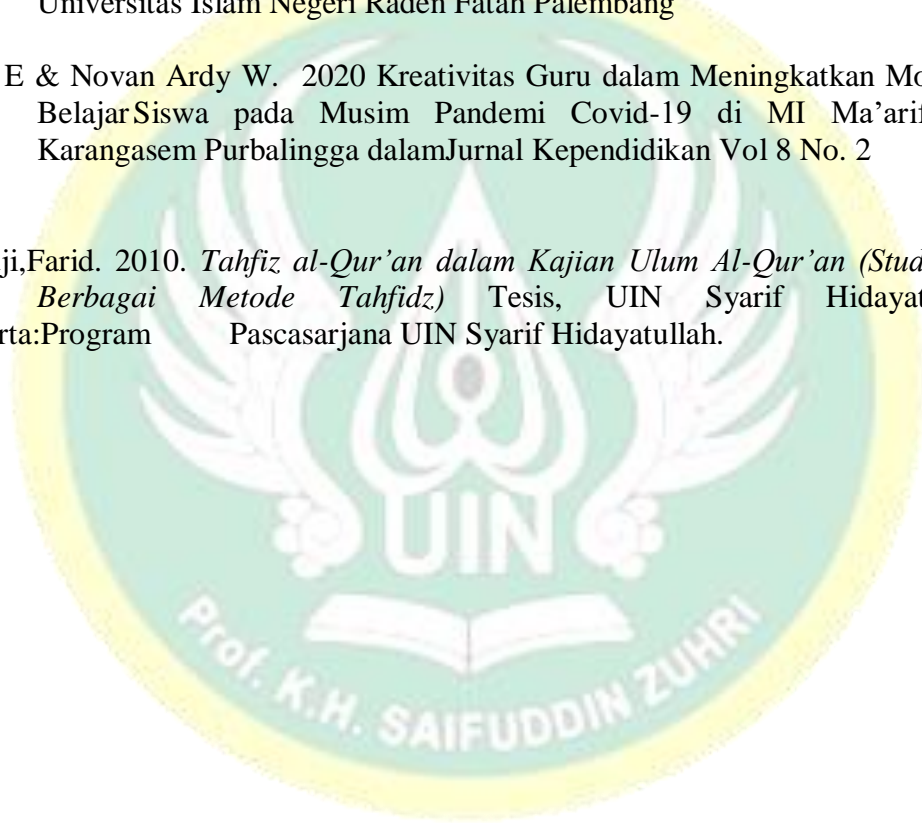 Universitas Islam Negeri Raden Fatah Palembang
E & Novan Ardy W. 2020 Kreativitas Guru dalam Meningkatkan Mo
Belajar Siswa pada Musim Pandemi Covid-19 di MI Ma'arif
Karangasem Purbalingga dalamJurnal Kependidikan Vol 8 No. 2
ji,Farid. 2010. Tahfiz al-Qur'an dalam Kajian Ulum Al-Qur'an (Stud
Berbagai Metode Tahfidz) Tesis, UIN Syarif Hidayat
rta:Program Pascasarjana UIN Syarif Hidayatullah.
UIN
Prof. K.H. SAIFUDDIN ZUHRI